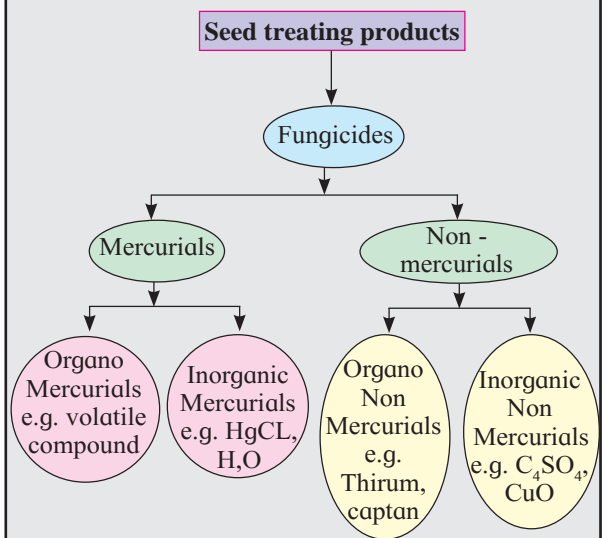 Seed treating products
Fungicides
Mercurials
Non -
mercurials
Organo
Mercurials
e.g. volatile
compound
Inorganic
Mercurials
e.g. HgCL,
H,O
Organo
Non
Mercurials
e.g.
Thirum,
captan
Inorganic
Non
Mercurials
e.g. C₄SO₄,
CuO